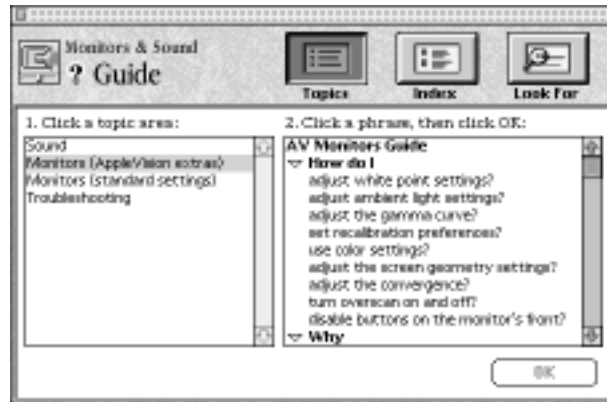 Monitors & Sound
? Guide
Topics
Index
Look For
1. Click a topic area:
2. Click a phrase, then click OK:
Sound
Monitors (AppleVision extras)
Monitors (standard settings)
Troubleshooting
AV Monitors Guide
How do I
adjust white point settings?
adjust ambient light settings?
adjust the gamma curve?
set recalibration preferences?
use color settings?
adjust the screen geometry settings?
adjust the convergence?
turn overscan on and off?
disable buttons on the monitor's front?
Why
OK